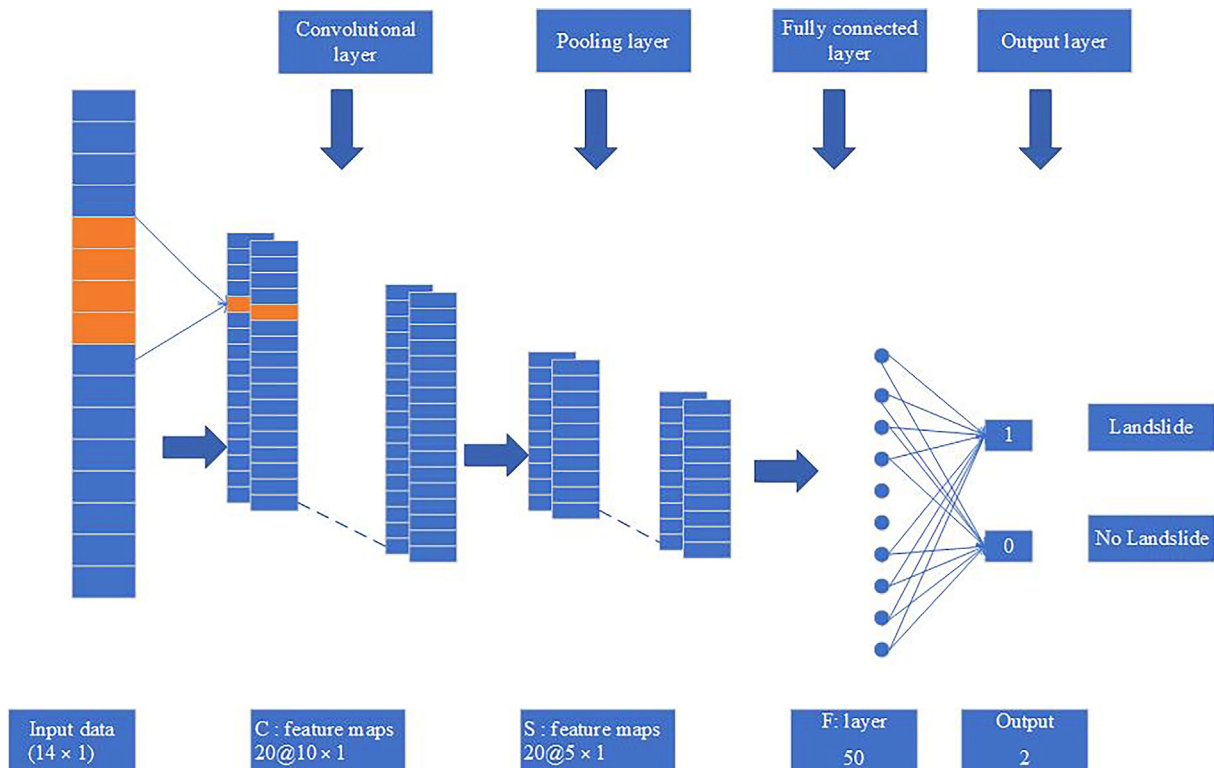 Convolutional
layer
Pooling layer
Fully connected
layer
Output layer
1
0
Landslide
No Landslide
Input data
(14 × 1)
C : feature maps
20@10 × 1
S : feature maps
20@5 × 1
F: layer
50
Output
2